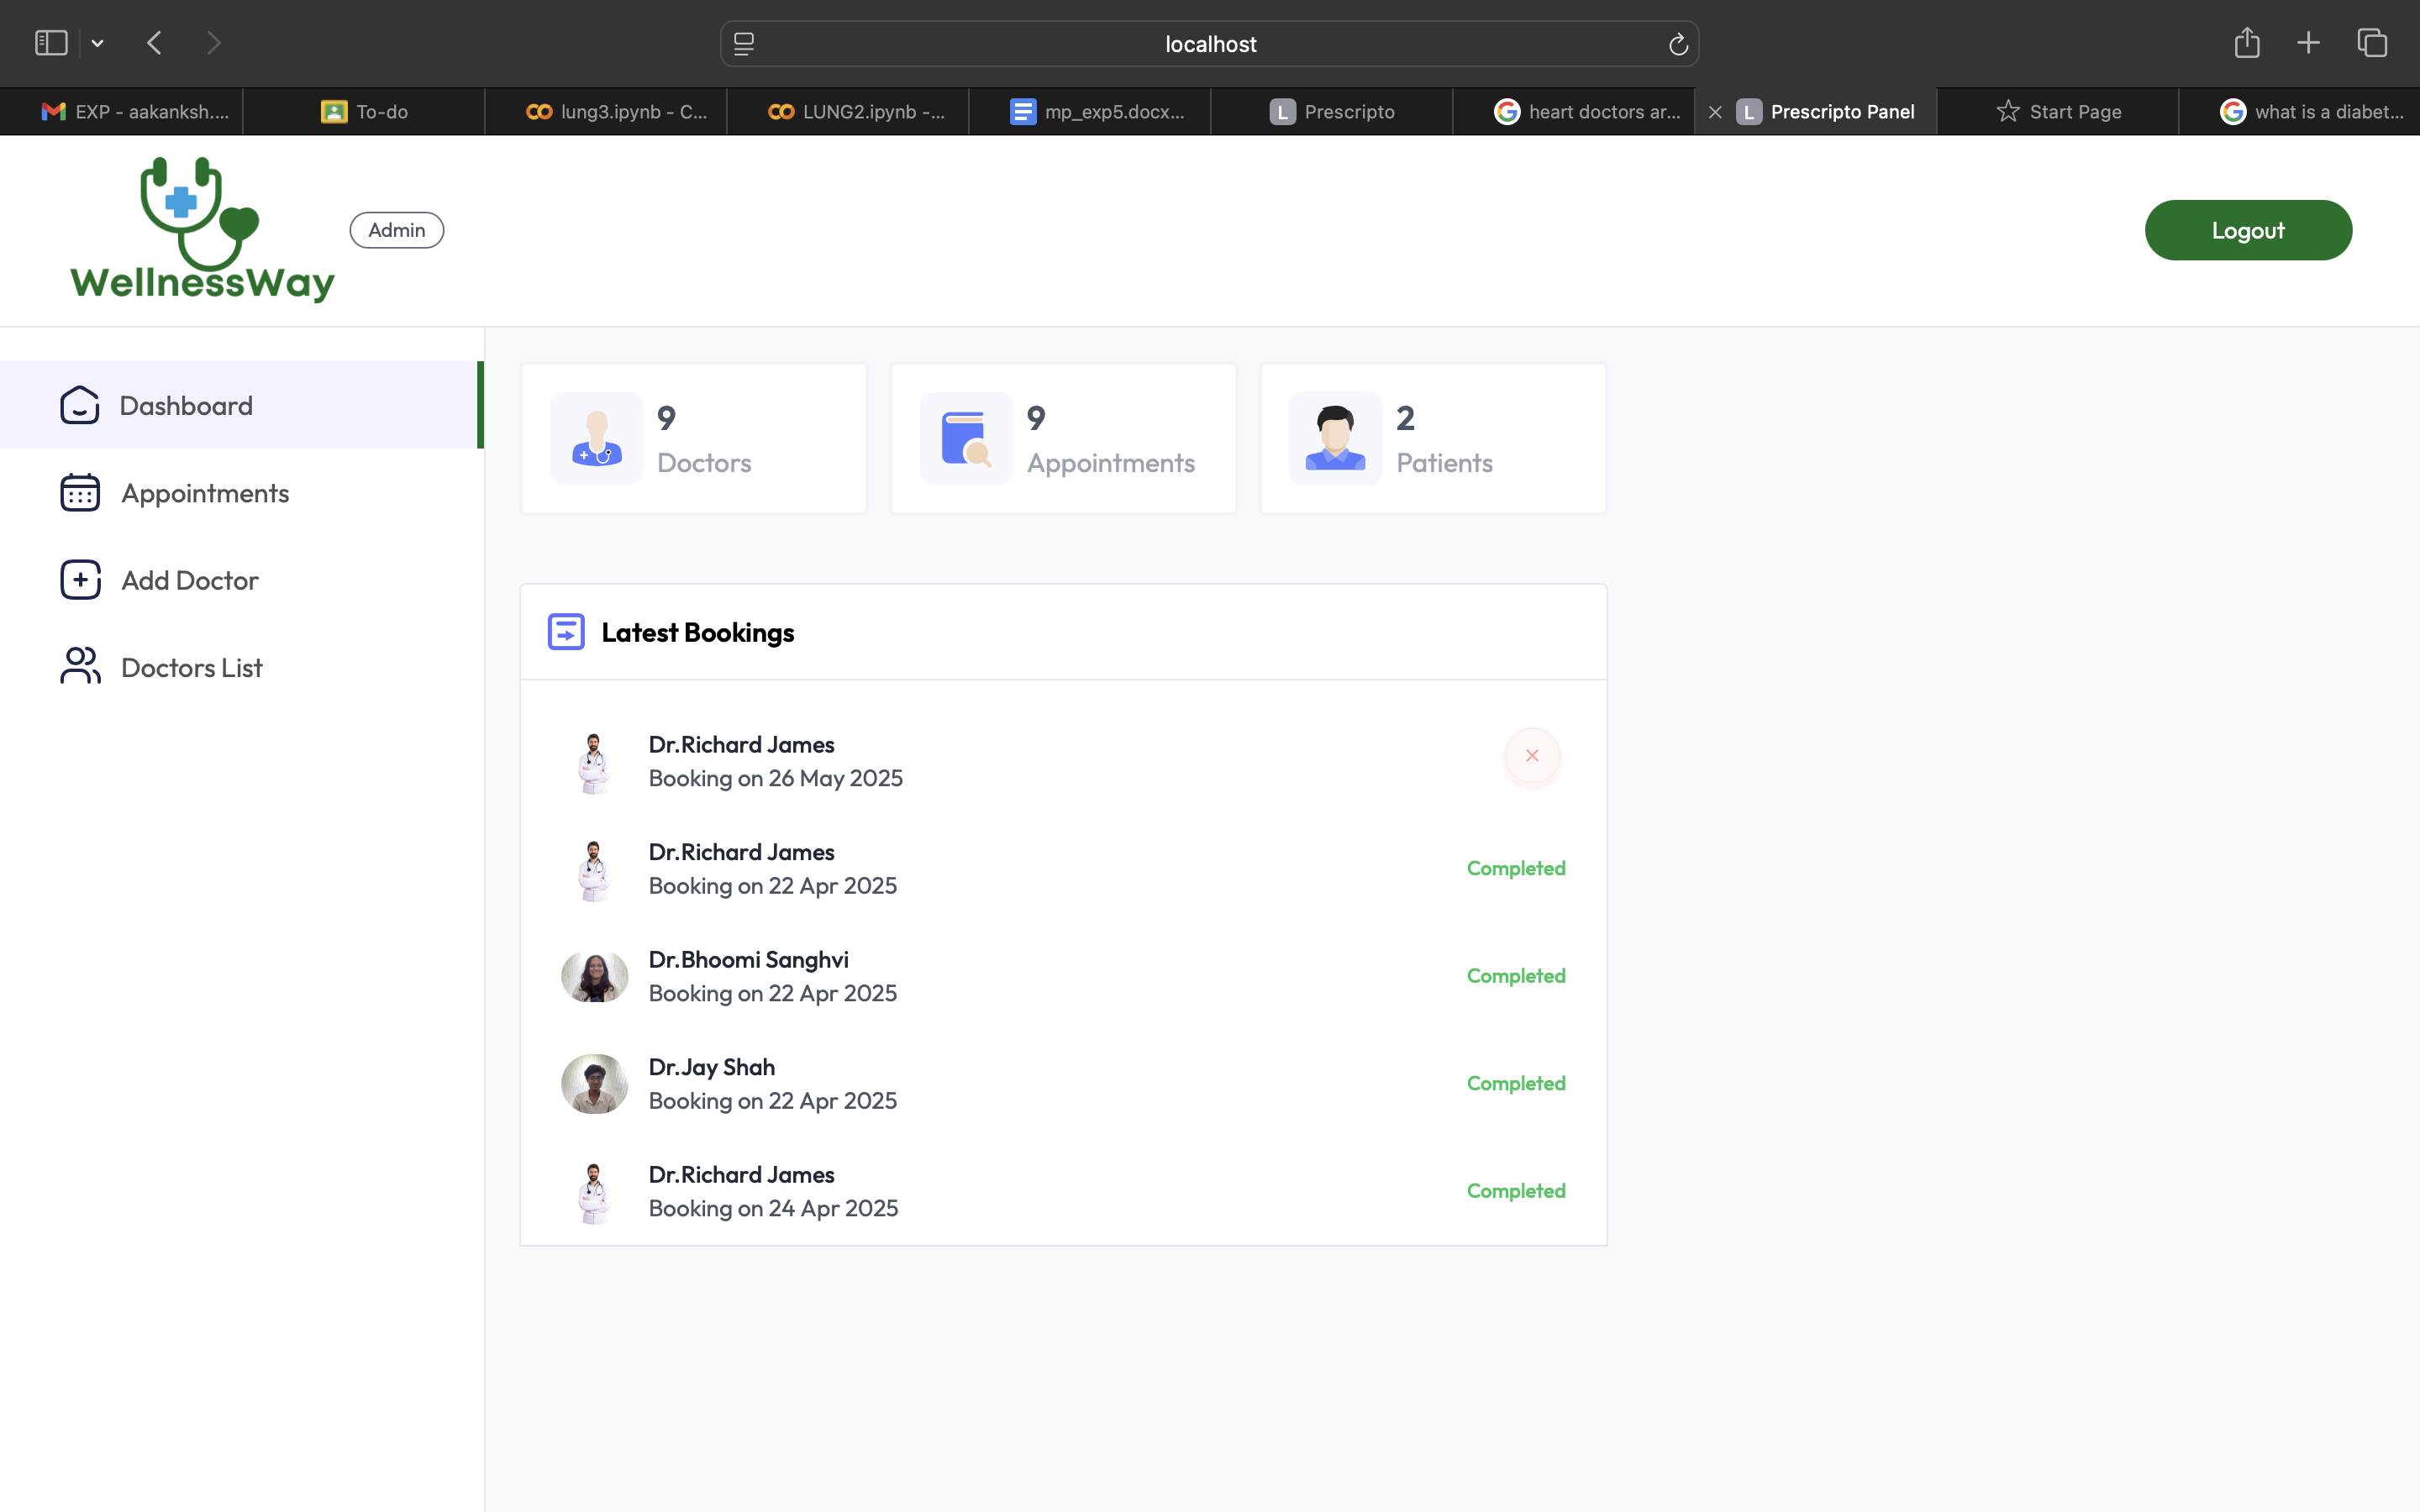 localhost
EXP - aakanksh....
To-do
lung3.ipynb - C...
LUNG2.ipynb -...
mp_exp5.docx...
L Prescripto
heart doctors ar...
L Prescripto Panel
Start Page
what is a diabet...
WellnessWay
Admin
Logout
Dashboard
Appointments
Add Doctor
Doctors List
9
Doctors
9
Appointments
2
Patients
Latest Bookings
Dr.Richard James
Booking on 26 May 2025
Dr.Richard James
Booking on 22 Apr 2025
Completed
Dr.Bhoomi Sanghvi
Booking on 22 Apr 2025
Completed
Dr.Jay Shah
Booking on 22 Apr 2025
Completed
Dr.Richard James
Booking on 24 Apr 2025
Completed